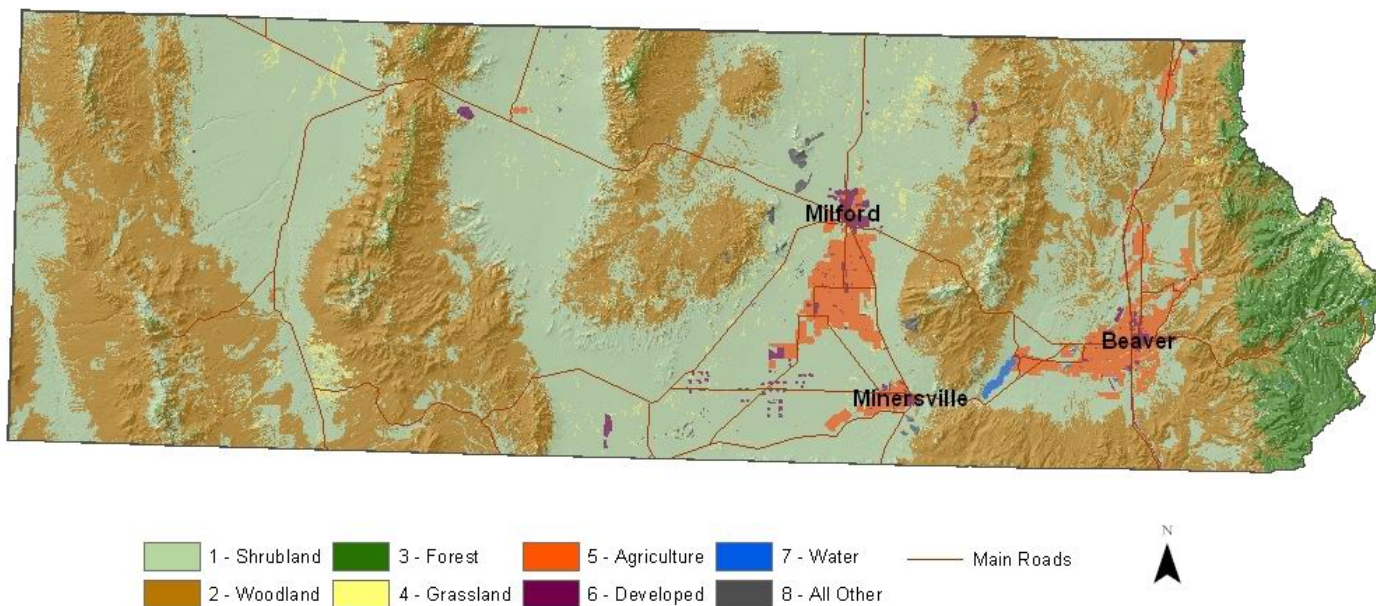 Milford
Beaver
Minersville
N
1 - Shrubland 3 - Forest 5 - Agriculture 7 - Water Main Roads
2 - Woodland 4 - Grassland 6 - Developed 8 - All Other